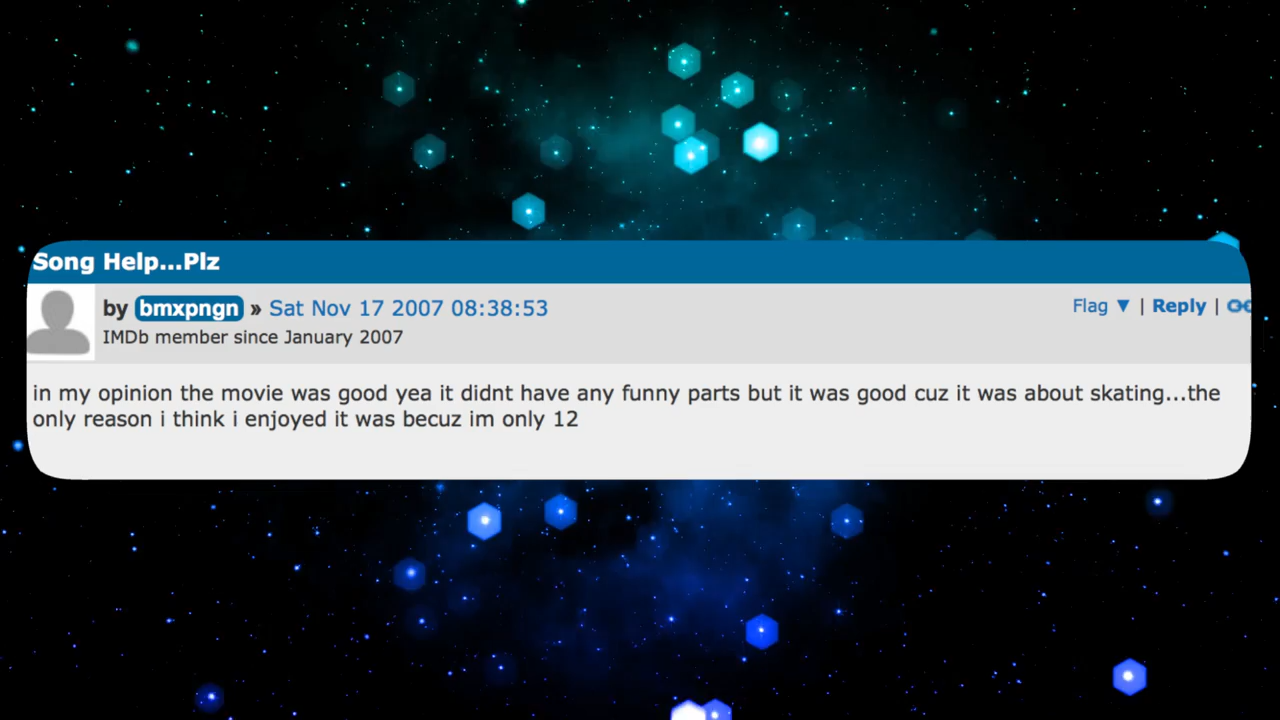 Song Help...Plz
by bmxpngn » Sat Nov 17 2007 08:38:53
Flag ▼ | Reply |
IMDb member since January 2007
in my opinion the movie was good yea it didnt have any funny parts but it was good cuz it was about skating...the
only reason i think i enjoyed it was becuz im only 12